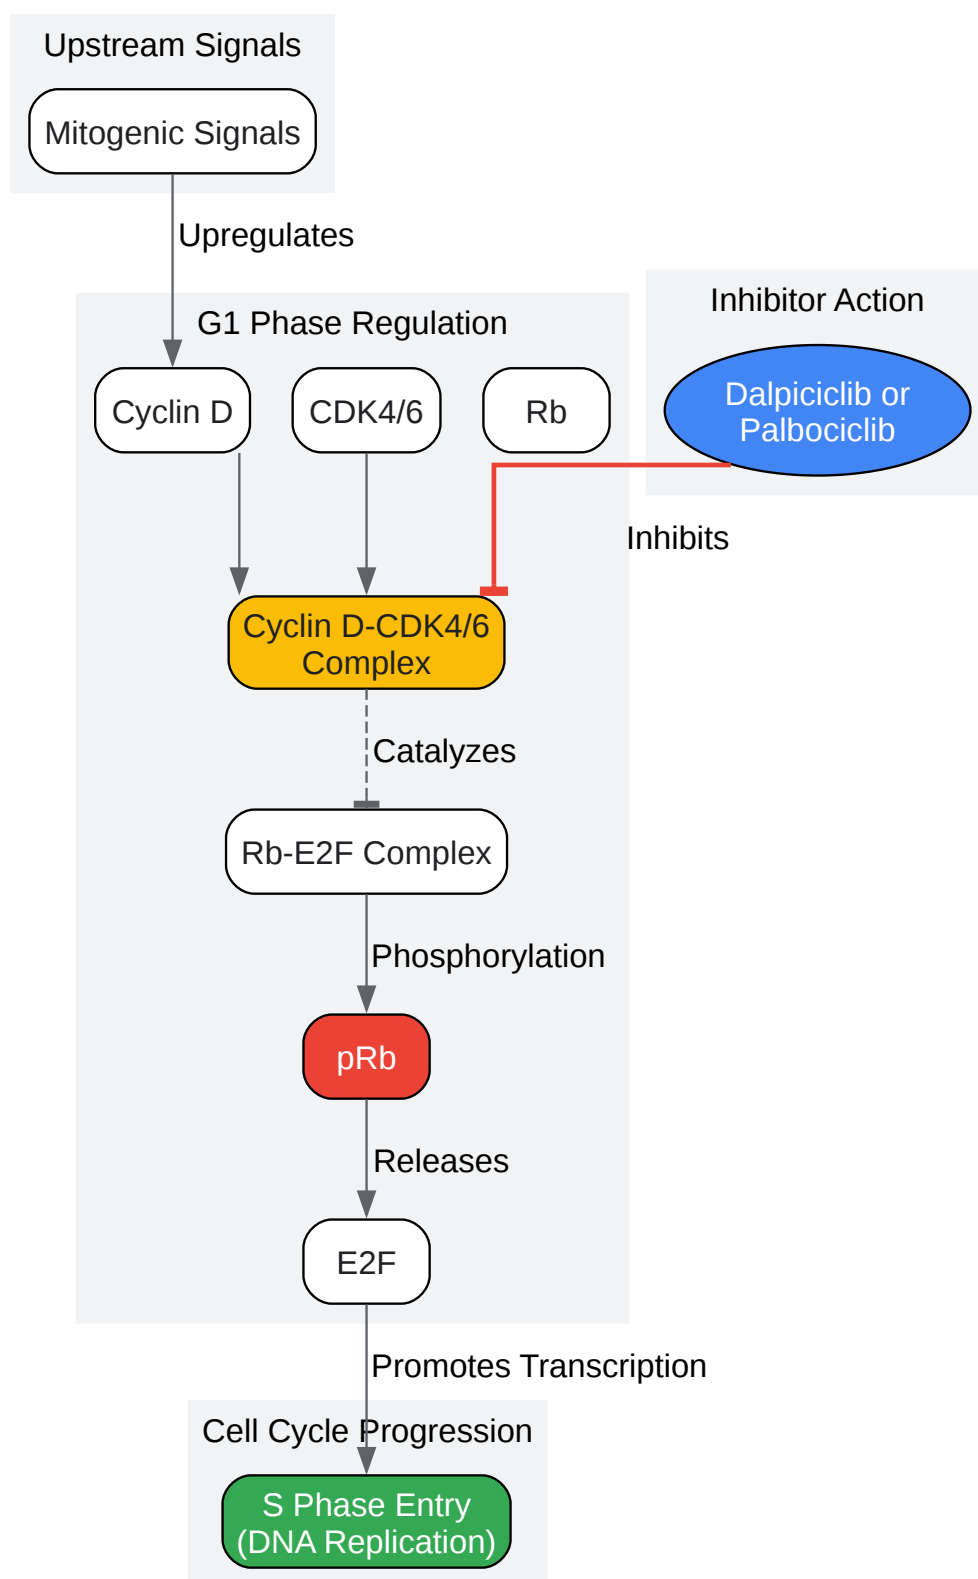 Upstream Signals
Mitogenic Signals
Upregulates
Inhibitor Action
G1 Phase Regulation
Cyclin D
CDK4/6
Rb
Dalpiciclib or
Palbociclib
Inhibits
Cyclin D-CDK4/6
Complex
Catalyzes
Rb-E2F Complex
Phosphorylation
pRb
Releases
E2F
Promotes Transcription
Cell Cycle Progression
S Phase Entry
(DNA Replication)